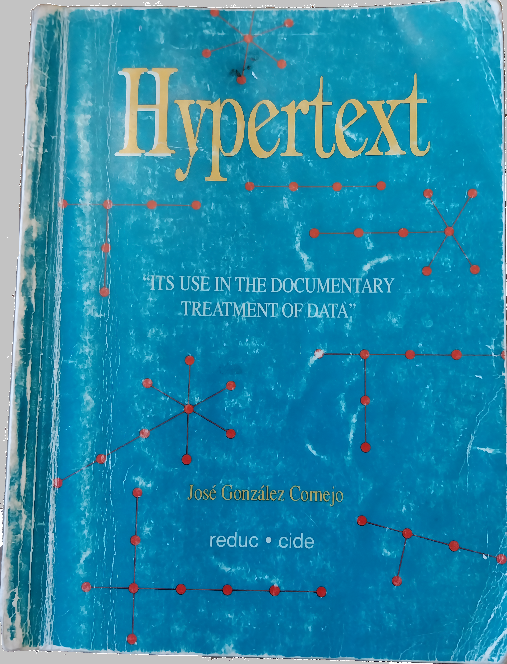 Hypertext
“ITS USE IN THE DOCUMENTARY
TREATMENT OF DATA”
José González Cornejo
reduc • cide